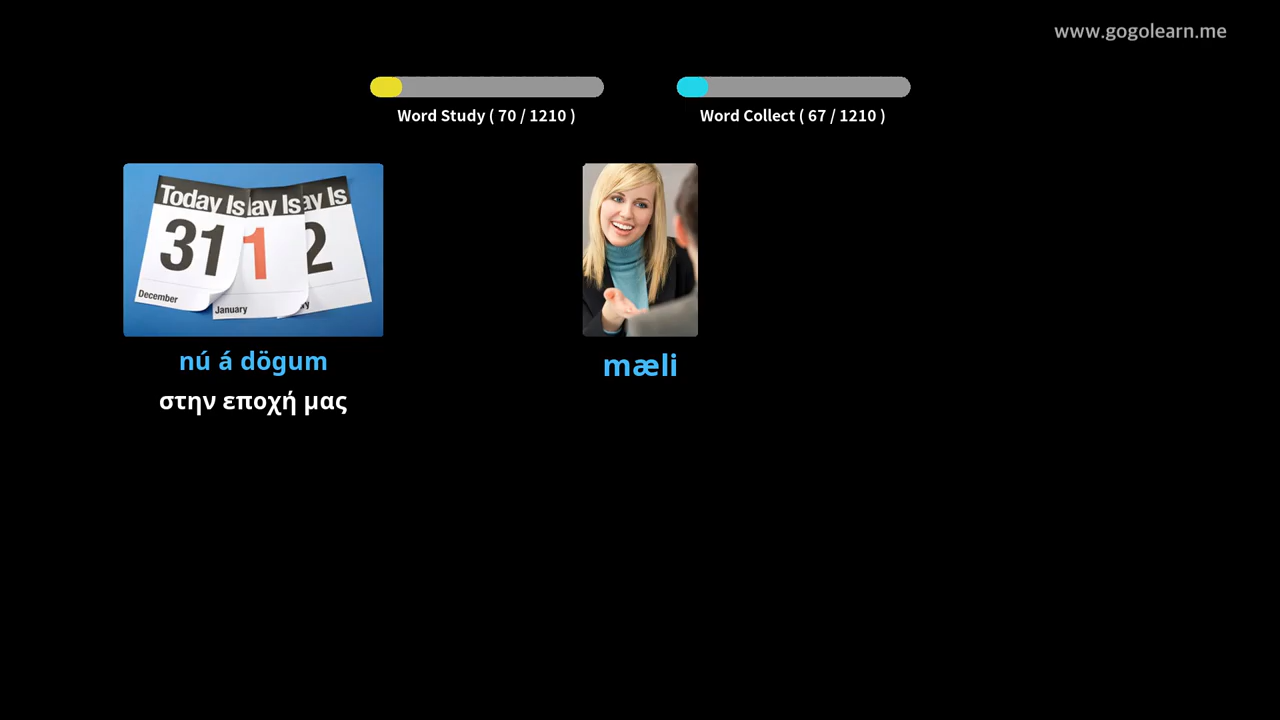 www.gogolearn.me
Word Study ( 70 / 1210 )
Word Collect ( 67 / 1210 )
Today Is
ay Is
ay Is
31
1
2
December
January
nú á dögum
mæli
στην εποχή μας